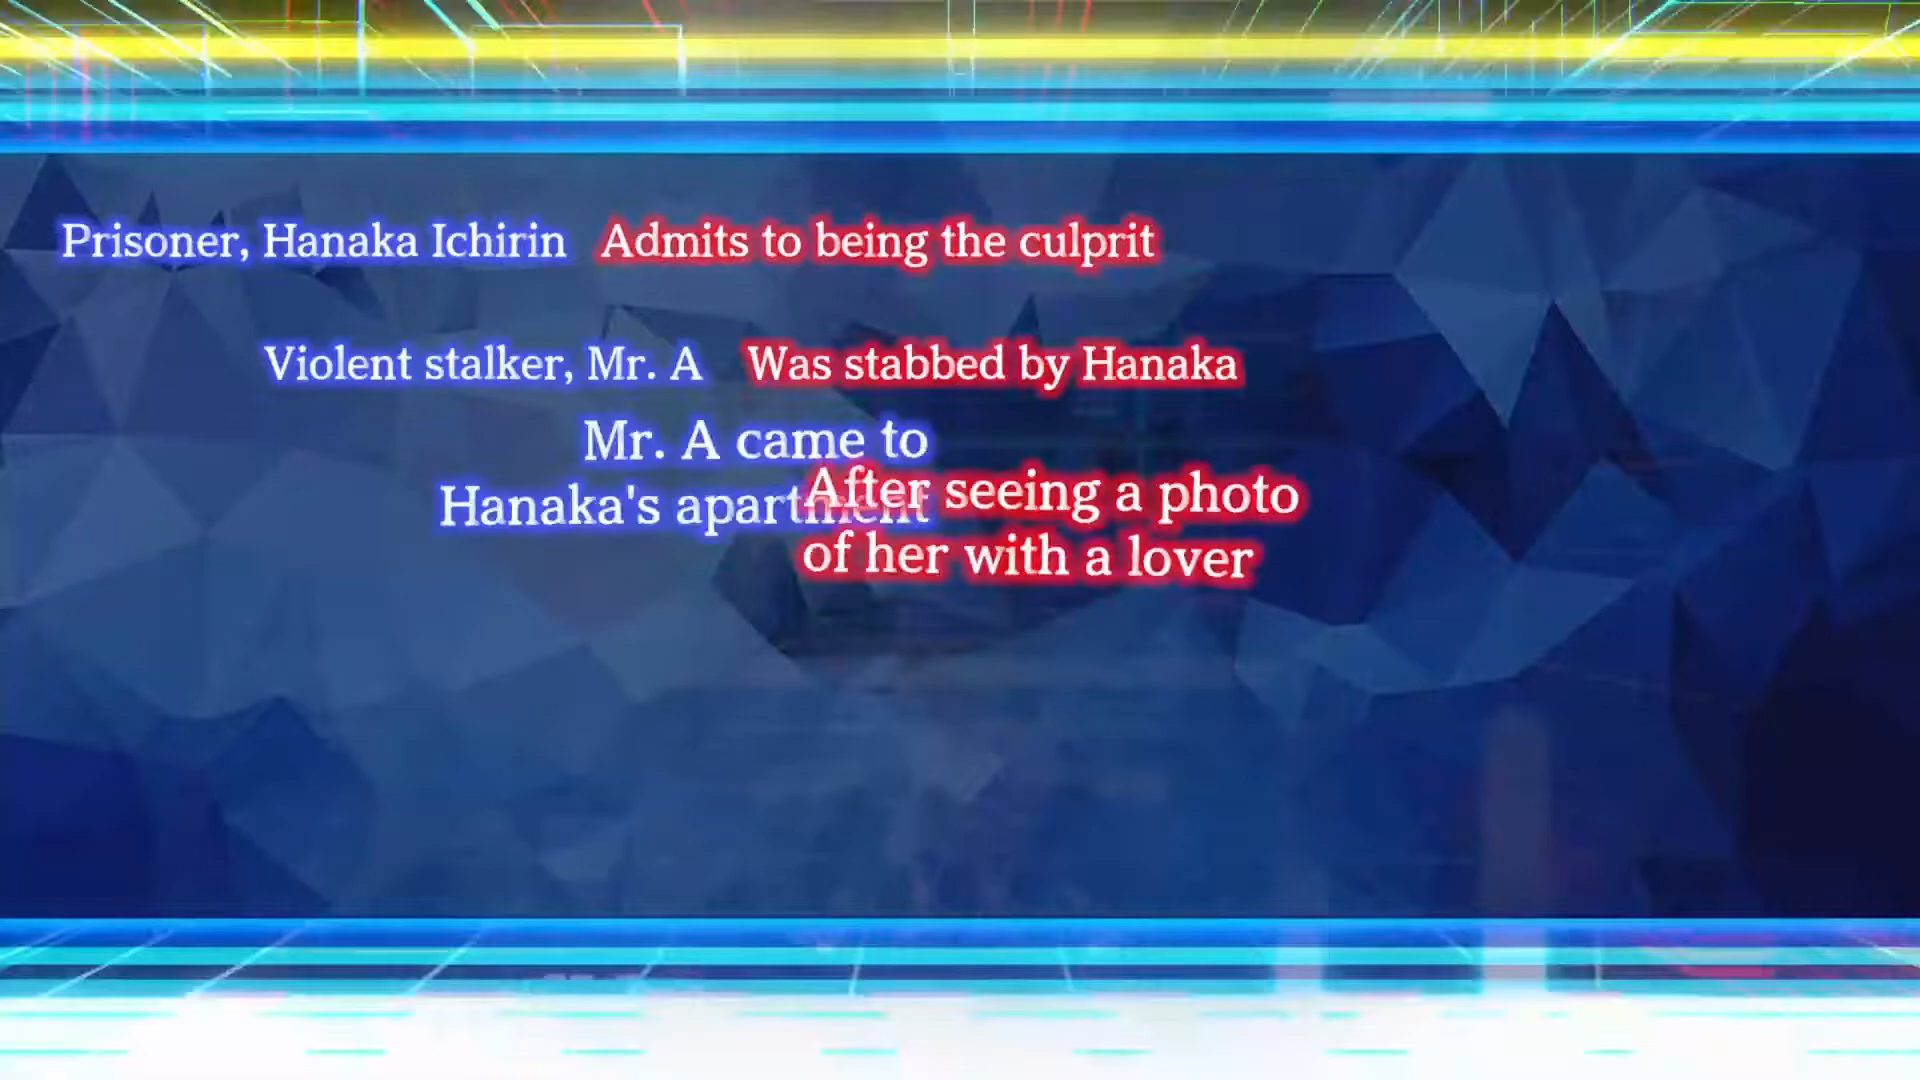 Prisoner, Hanaka Ichirin Admits to being the culprit
Violent stalker, Mr. A Was stabbed by Hanaka
Mr. A came to
Hanaka's apartment
After seeing a photo
of her with a lover